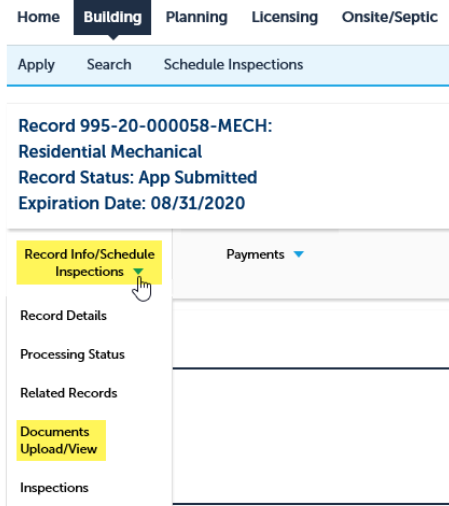 Home Building Planning Licensing Onsite/Septic
Apply Search Schedule Inspections
Record 995-20-000058-MECH:
Residential Mechanical
Record Status: App Submitted
Expiration Date: 08/31/2020
Record Info/Schedule
Inspections
Payments
Record Details
Processing Status
Related Records
Documents
Upload/View
Inspections